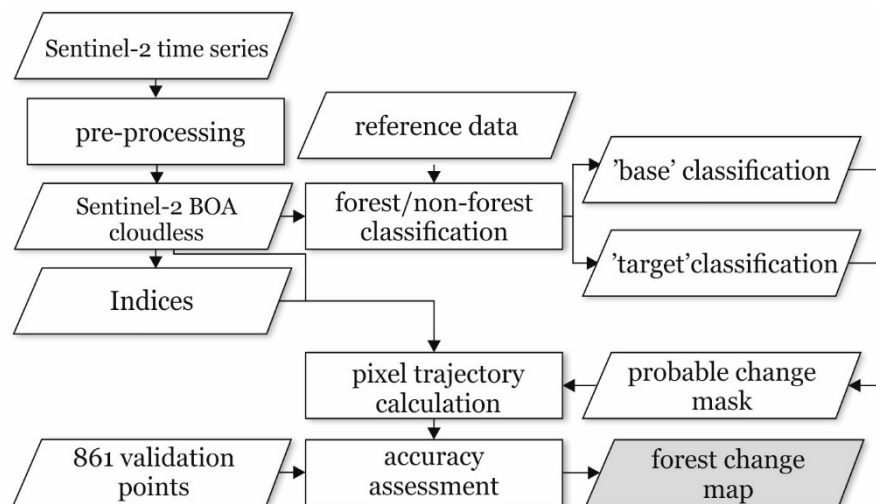 Sentinel-2 time series
pre-processing
reference data
'base' classification
Sentinel-2 BOA
cloudless
forest/non-forest
classification
'target'classification
Indices
pixel trajectory
calculation
probable change
mask
861 validation
points
accuracy
assessment
forest change
map